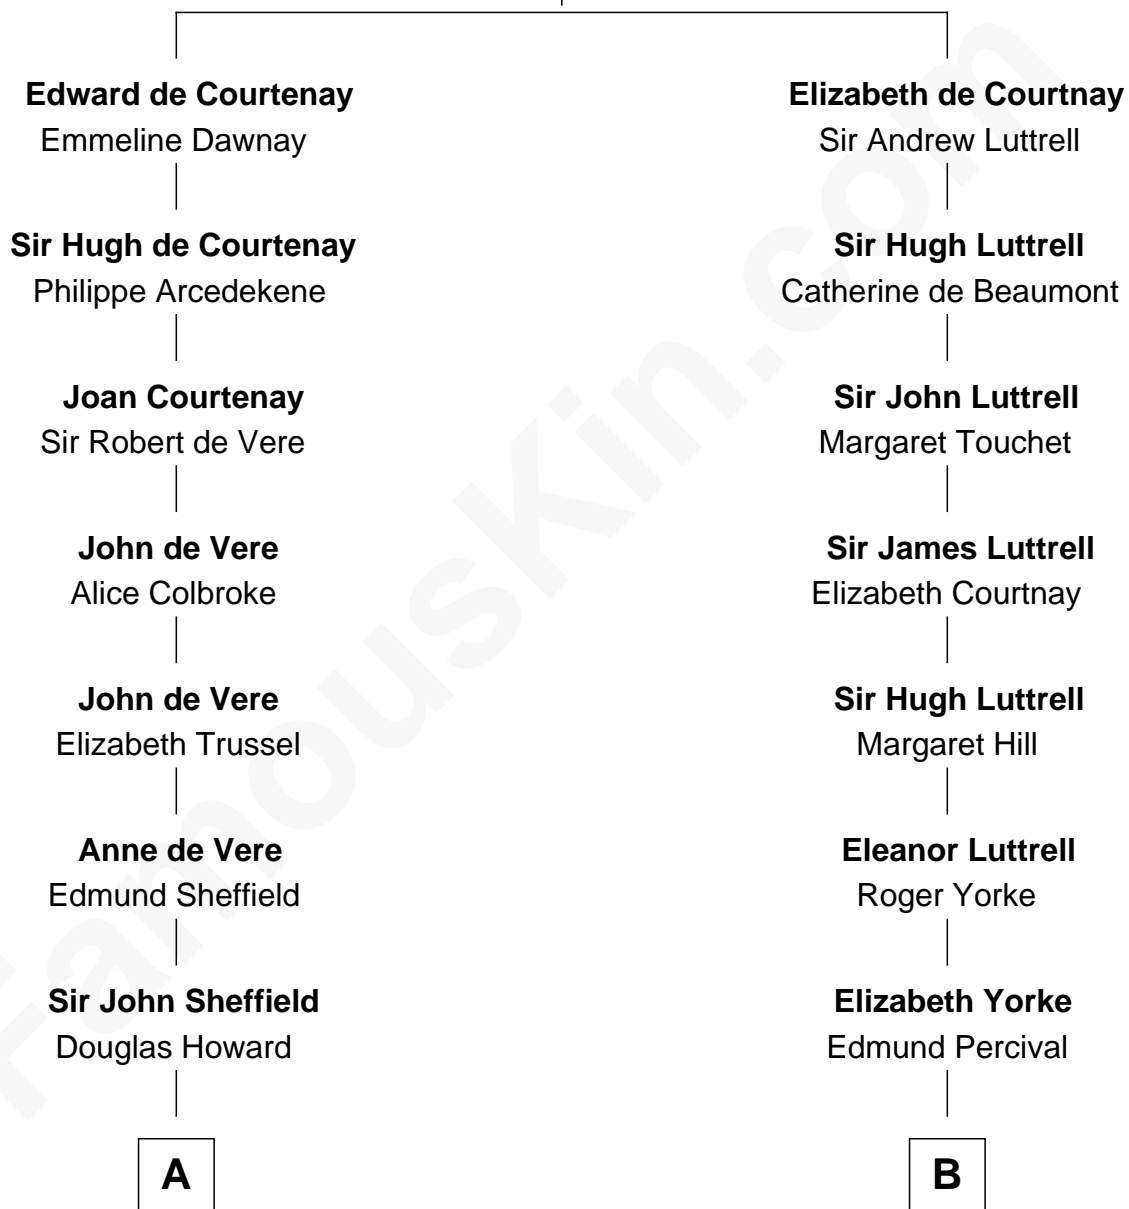 Edward de Courtenay
Emmeline Dawnay
Elizabeth de Courtnay
Sir Andrew Luttrell
Sir Hugh de Courtenay
Philippe Arcedekene
Sir Hugh Luttrell
Catherine de Beaumont
Joan Courtenay
Sir Robert de Vere
Sir John Luttrell
Margaret Touchet
John de Vere
Alice Colbroke
Sir James Luttrell
Elizabeth Courtnay
John de Vere
Elizabeth Trussel
Sir Hugh Luttrell
Margaret Hill
Anne de Vere
Edmund Sheffield
Eleanor Luttrell
Roger Yorke
Sir John Sheffield
Douglas Howard
Elizabeth Yorke
Edmund Percival
A
B
FamousKin.com